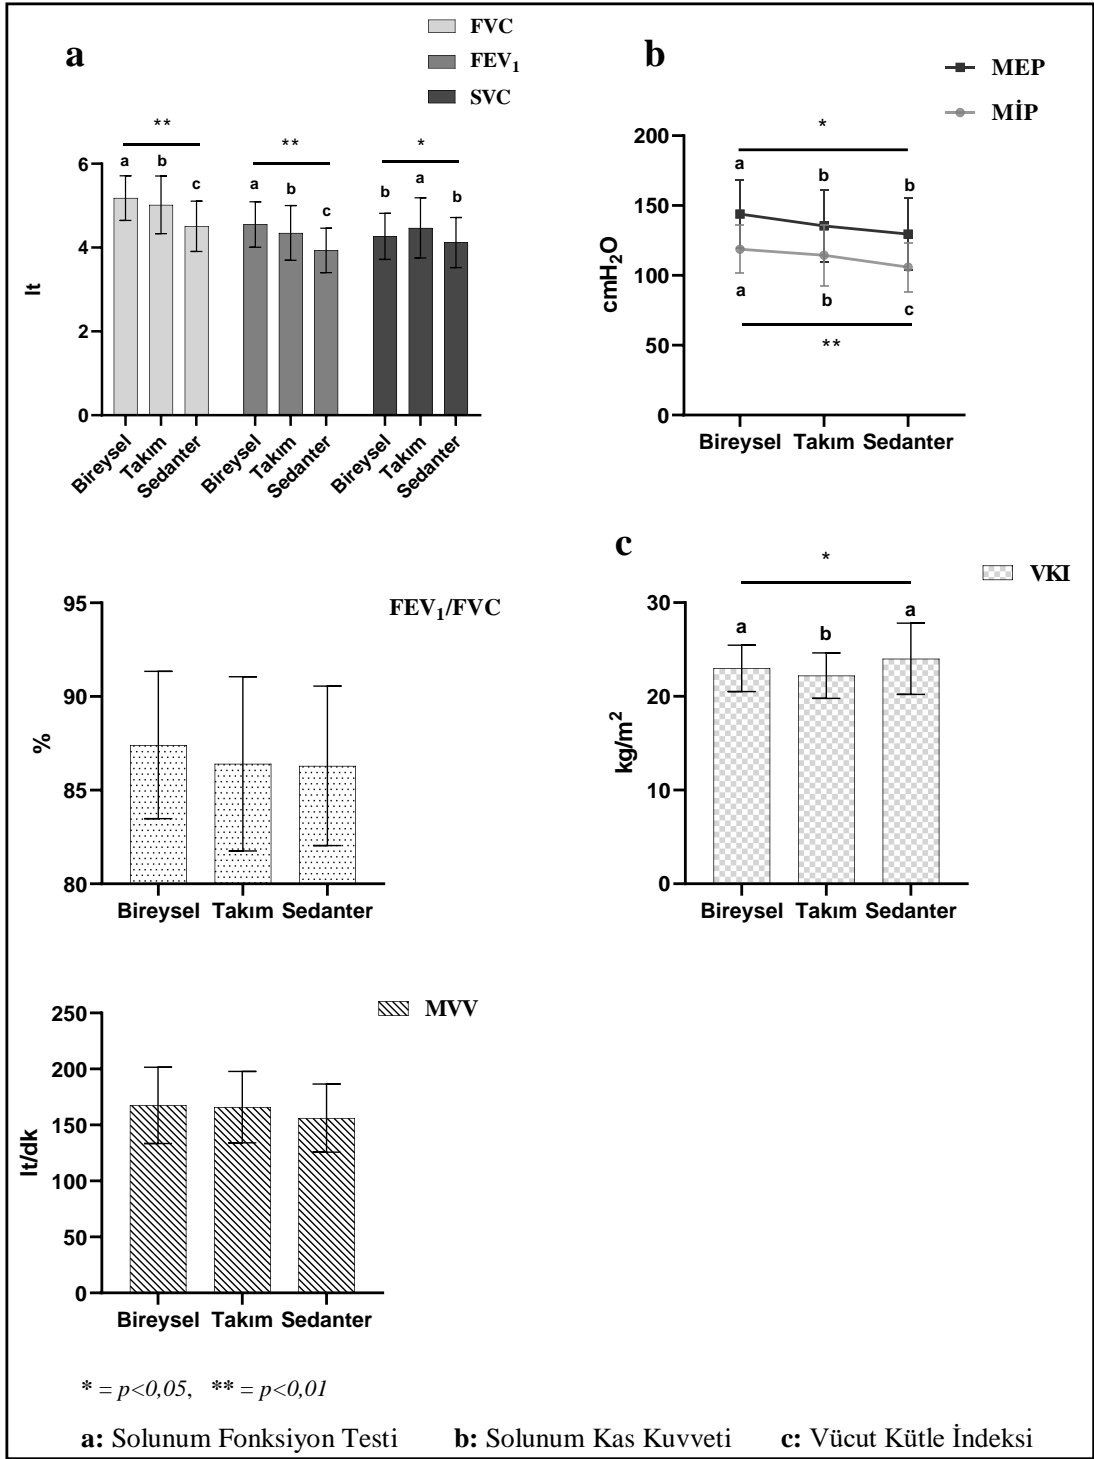 a
FVC
FEV₁
SVC
** ** *
a b c a b c b a b
6
4
2
0
lt
Bireysel Takım Sedanter Bireysel Takım Sedanter Bireysel Takım Sedanter
b
MEP
MİP
*
a b b
200
150
100
50
0
cmH₂O
a b c
**
Bireysel Takım Sedanter
FEV₁/FVC
95
90
85
80
%
Bireysel Takım Sedanter
c
VKI
*
a b a
30
20
10
0
kg/m²
Bireysel Takım Sedanter
MVV
250
200
150
100
50
0
lt/dk
Bireysel Takım Sedanter
* = p<0,05, ** = p<0,01
a: Solunum Fonksiyon Testi b: Solunum Kas Kuvveti c: Vücut Kütle İndeksi